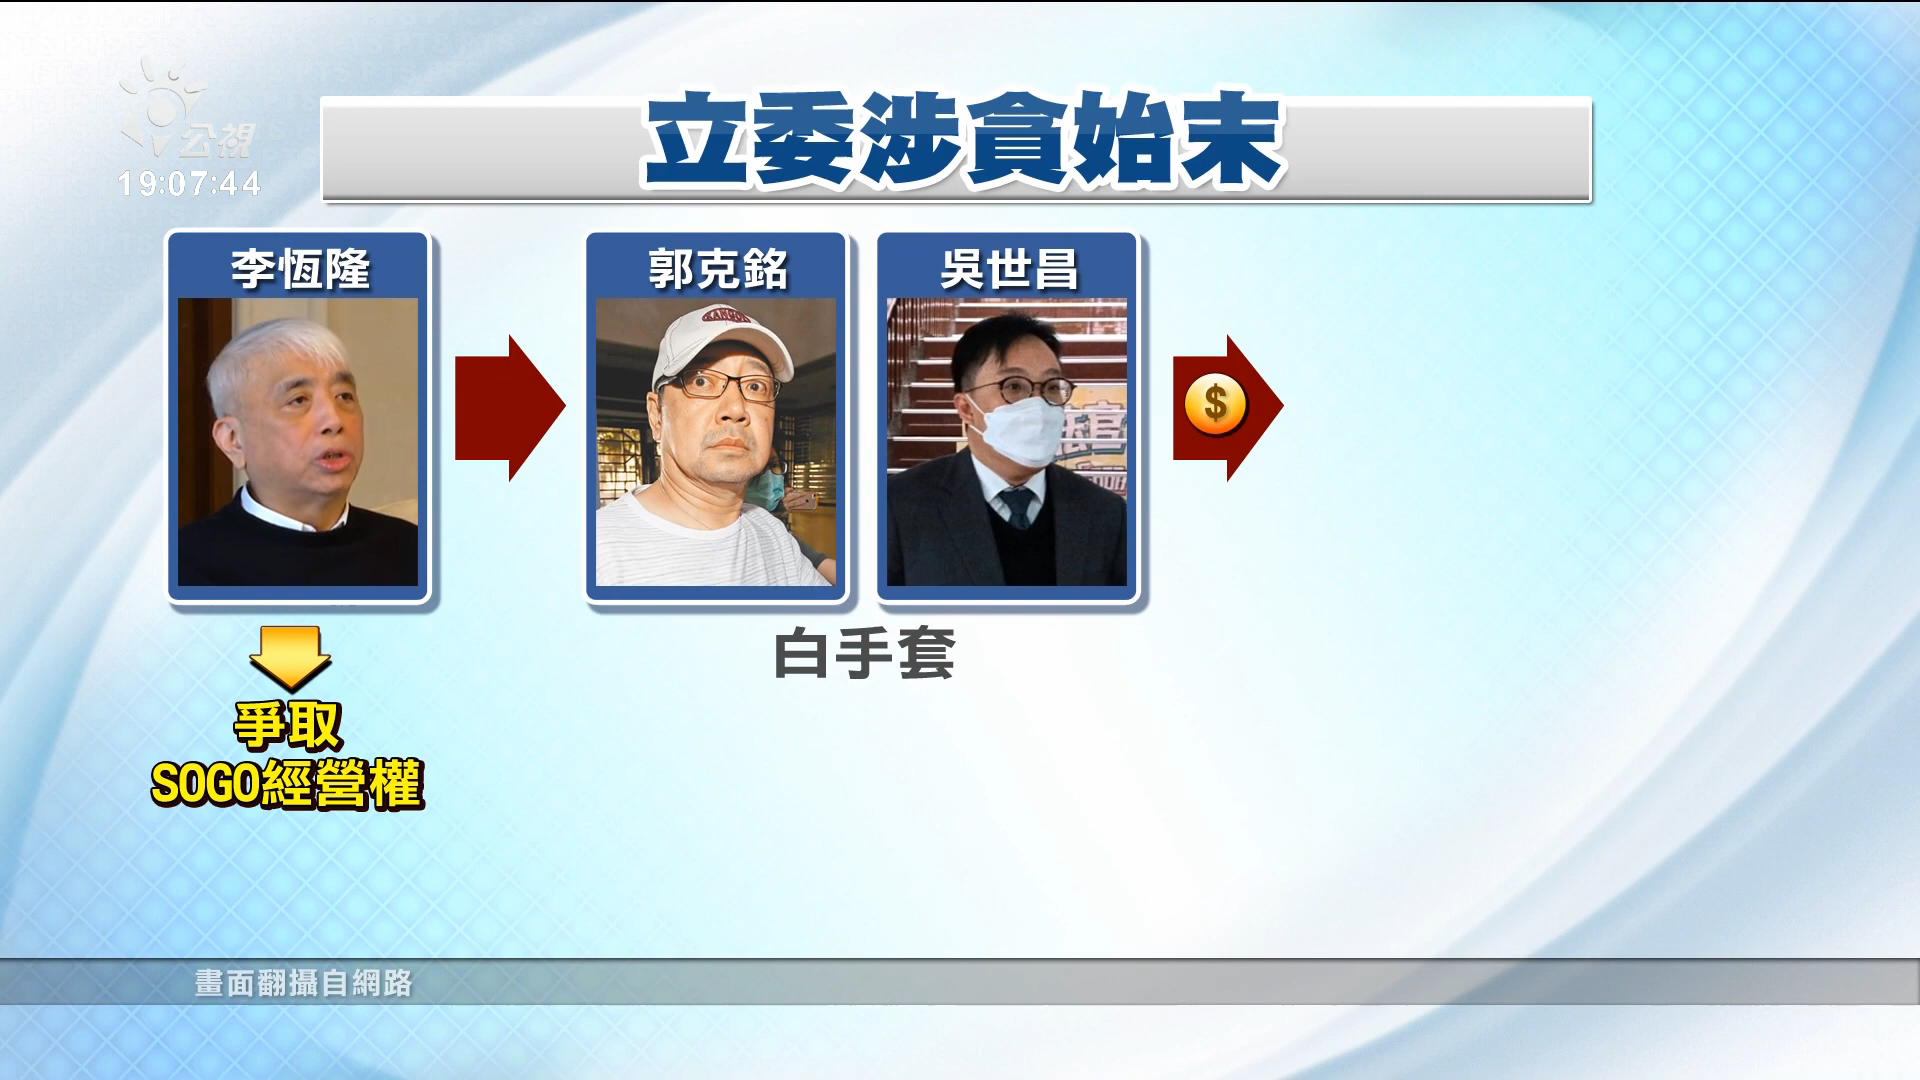 公視
19:07:44
立委涉貪始末
李恆隆
郭克銘
吳世昌
KANGOL
$
白手套
爭取
SOGO經營權
畫面翻攝自網路